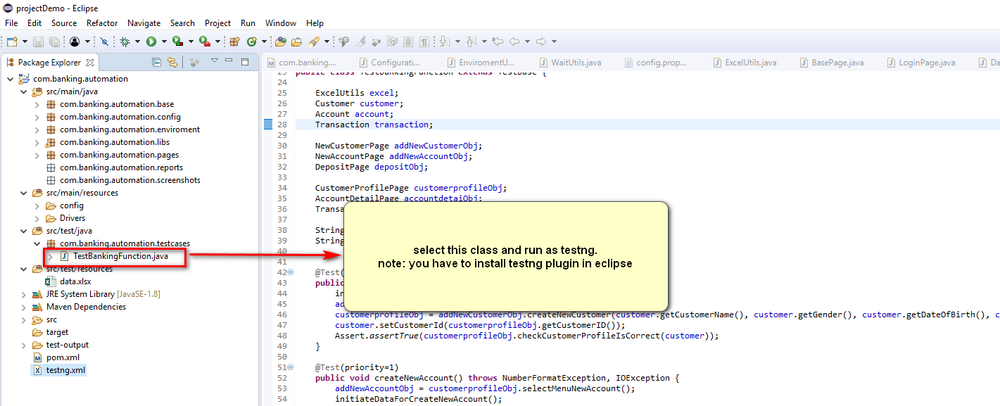 projectDemo - Eclipse
File Edit Source Refactor Navigate Search Project Run Window Help
Package Explorer
com.banking.automation
src/main/java
com.banking.automation.base
com.banking.automation.config
com.banking.automation.enviroment
com.banking.automation.libs
com.banking.automation.pages
com.banking.automation.reports
com.banking.automation.screenshots
src/main/resources
config
Drivers
src/test/java
com.banking.automation.testcases
TestBankingFunction.java
src/test/resources
data.xlsx
JRE System Library [JavaSE-1.8]
Maven Dependencies
src
target
test-output
pom.xml
testng.xml
com.banking.... Configurati... EnviromentU... WaitUtils.java config.prop... ExcelUtils.java BasePage.java LoginPage.java Da
23 public class TestBankingFunction extends TestBase {
24
25 ExcelUtils excel;
26 Customer customer;
27 Account account;
28 Transaction transaction;
29
30 NewCustomerPage addNewCustomerObj;
31 NewAccountPage addNewAccountObj;
32 DepositPage depositObj;
33
34 CustomerProfilePage customerprofileObj;
35 AccountDetailPage accountdetaiObj;
36 Transa
37
38 String
39 String
40
41
42 @Test(
43 public
44 in
45 ad
46 customerprofileObj = addNewCustomerObj.createNewCustomer(customer.getCustomerName(), customer.getGender(), customer.getDateOfBirth(), c
47 customer.setCustomerId(customerprofileObj.getCustomerID());
48 Assert.assertTrue(customerprofileObj.checkCustomerProfileIsCorrect(customer));
49 }
50
51 @Test(priority=1)
52 public void createNewAccount() throws NumberFormatException, IOException {
53 addNewAccountObj = customerprofileObj.selectMenuNewAccount();
54 initiateDataForCreateNewAccount();
select this class and run as testng.
note: you have to install testng plugin in eclipse